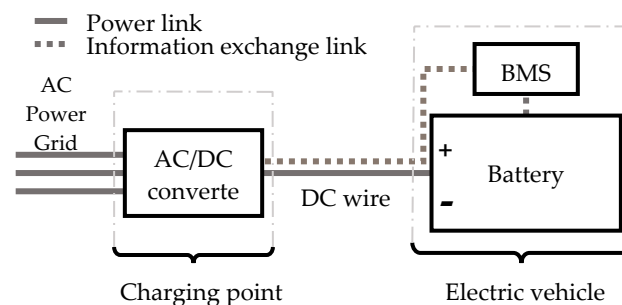 Power link
Information exchange link
AC
Power
Grid
AC/DC
converte
DC wire
BMS
+
Battery
-
Charging point
Electric vehicle